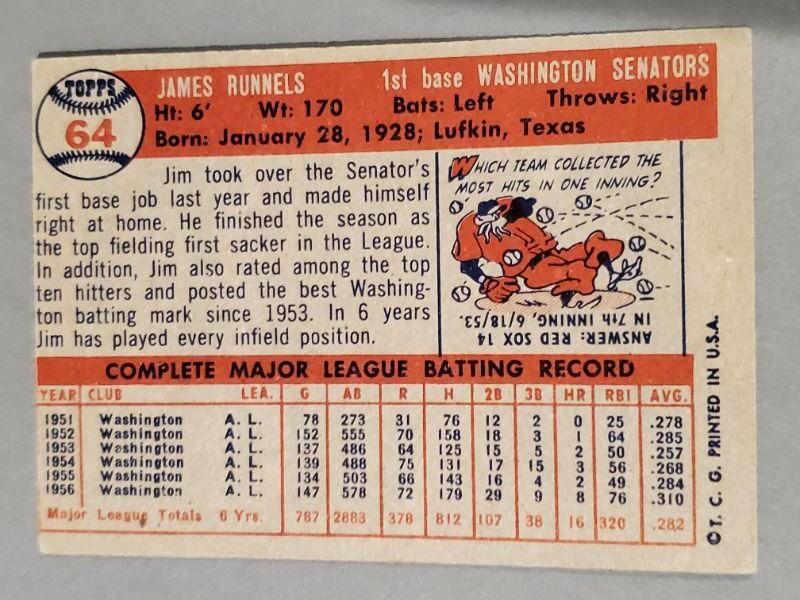 TOPPS
64
JAMES RUNNELS 1st base WASHINGTON SENATORS
Ht: 6' Wt: 170 Bats: Left Throws: Right
Born: January 28, 1928; Lufkin, Texas
Jim took over the Senator's
first base job last year and made himself
right at home. He finished the season as
the top fielding first sacker in the League.
In addition, Jim also rated among the top
ten hitters and posted the best Washing-
ton batting mark since 1953. In 6 years
Jim has played every infield position.
WHICH TEAM COLLECTED THE
MOST HITS IN ONE INNING?
ANSWER: RED SOX 14
IN 7th INNING, 6/18/53.
COMPLETE MAJOR LEAGUE BATTING RECORD
YEAR CLUB LEA. G AB R H 2B 3B HR RBI AVG.
1951 Washington A. L. 78 273 31 76 12 2 0 25 .278
1952 Washington A. L. 152 555 70 158 18 3 1 64 .285
1953 Washington A. L. 137 486 64 125 15 5 2 50 .257
1954 Washington A. L. 139 488 75 131 17 15 3 56 .268
1955 Washington A. L. 134 503 66 143 16 4 2 49 .284
1956 Washington A. L. 147 578 72 179 29 9 8 76 .310
Major League Totals 6 Yrs. 787 2883 378 812 107 38 16 320 .282
© T. C. G. PRINTED IN U.S.A.